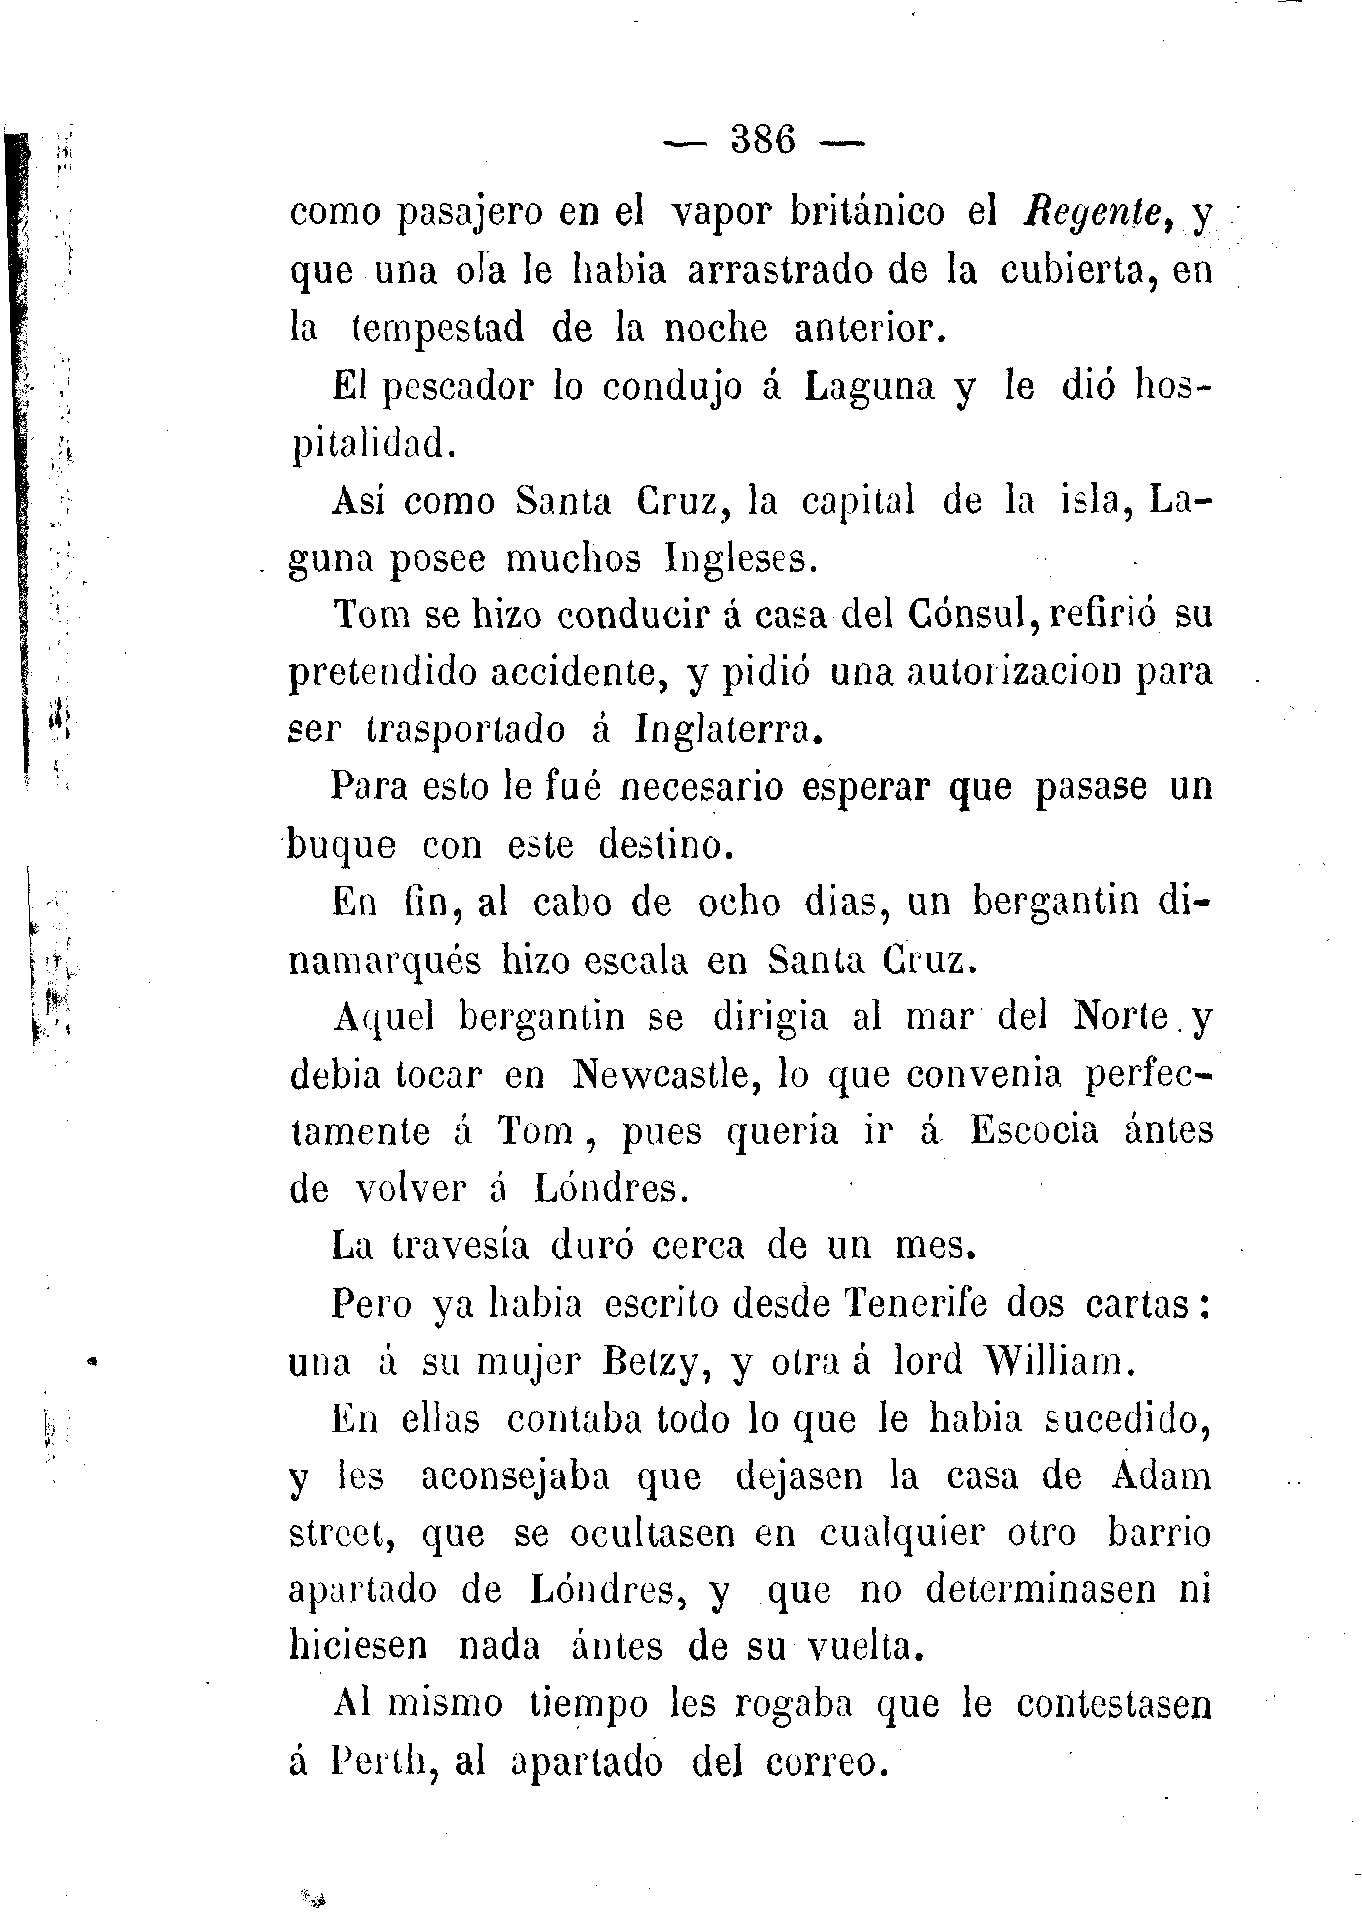 — 386 —
como pasajero en el vapor británico el Regente, y
que una ola le habia arrastrado de la cubierta, en
la tempestad de la noche anterior.
El pescador lo condujo á Laguna y le dió hos-
pitalidad.
Así como Santa Cruz, la capital de la isla, La-
guna posee muchos Ingleses.
Tom se hizo conducir á casa del Cónsul, refirió su
pretendido accidente, y pidió una autorizacion para
ser trasportado á Inglaterra.
Para esto le fué necesario esperar que pasase un
buque con este destino.
En fin, al cabo de ocho dias, un bergantin di-
namarqués hizo escala en Santa Cruz.
Aquel bergantin se dirigia al mar del Norte y
debia tocar en Newcastle, lo que convenia perfec-
tamente á Tom, pues quería ir á Escocia ántes
de volver á Lóndres.
La travesía duró cerca de un mes.
Pero ya habia escrito desde Tenerife dos cartas:
una á su mujer Betzy, y otra á lord William.
En ellas contaba todo lo que le habia sucedido,
y les aconsejaba que dejasen la casa de Adam
street, que se ocultasen en cualquier otro barrio
apartado de Lóndres, y que no determinasen ni
hiciesen nada ántes de su vuelta.
Al mismo tiempo les rogaba que le contestasen
á Perth, al apartado del correo.